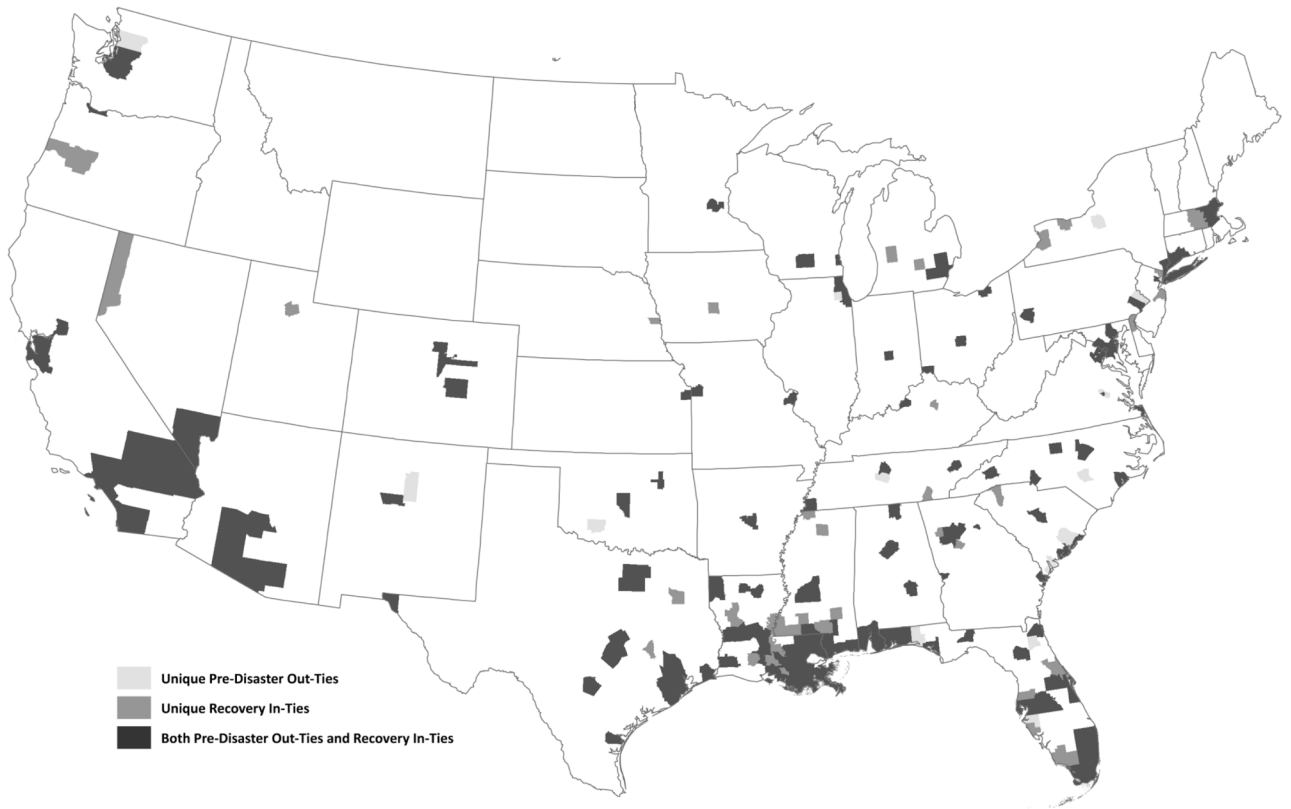 Unique Pre-Disaster Out-Ties
Unique Recovery In-Ties
Both Pre-Disaster Out-Ties and Recovery In-Ties